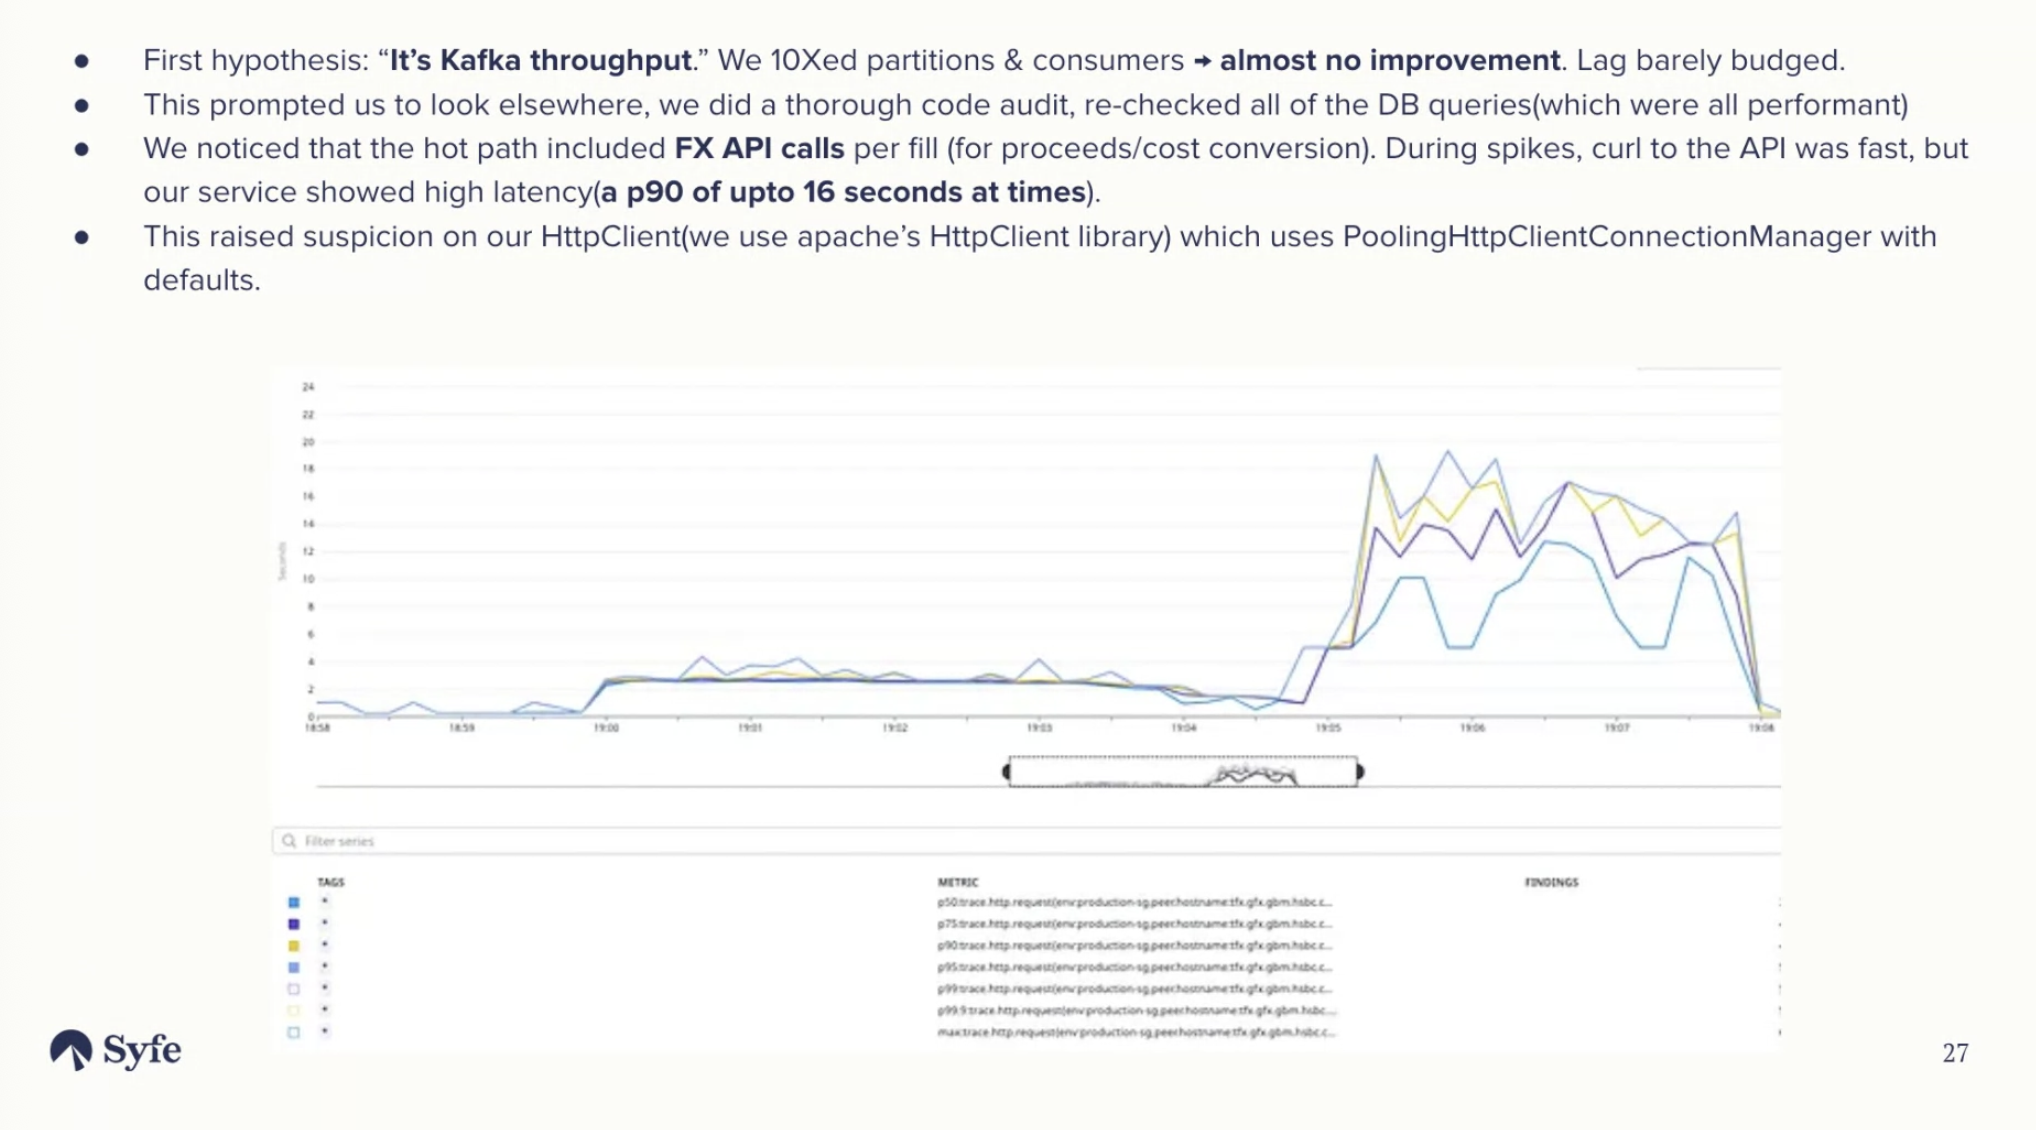 ● First hypothesis: “It’s Kafka throughput.” We 10Xed partitions & consumers → almost no improvement. Lag barely budged.
● This prompted us to look elsewhere, we did a thorough code audit, re-checked all of the DB queries(which were all performant)
● We noticed that the hot path included FX API calls per fill (for proceeds/cost conversion). During spikes, curl to the API was fast, but
our service showed high latency(a p90 of upto 16 seconds at times).
● This raised suspicion on our HttpClient(we use apache’s HttpClient library) which uses PoolingHttpClientConnectionManager with
defaults.
24
22
20
18
16
14
12
10
8
6
4
2
0
Seconds
18:58 18:59 19:00 19:01 19:02 19:03 19:04 19:05 19:06 19:07 19:08
Filter series
TAGS METRIC FINDINGS
* p50:trace.http.request{env:production-sg,peer.hostname:tfx.gfx.gbm.hsbc.c...
* p75:trace.http.request{env:production-sg,peer.hostname:tfx.gfx.gbm.hsbc.c...
* p90:trace.http.request{env:production-sg,peer.hostname:tfx.gfx.gbm.hsbc.c...
* p95:trace.http.request{env:production-sg,peer.hostname:tfx.gfx.gbm.hsbc.c...
* p99:trace.http.request{env:production-sg,peer.hostname:tfx.gfx.gbm.hsbc.c...
* p99.9:trace.http.request{env:production-sg,peer.hostname:tfx.gfx.gbm.hsbc....
* max:trace.http.request{env:production-sg,peer.hostname:tfx.gfx.gbm.hsbc.c...
Syfe
27